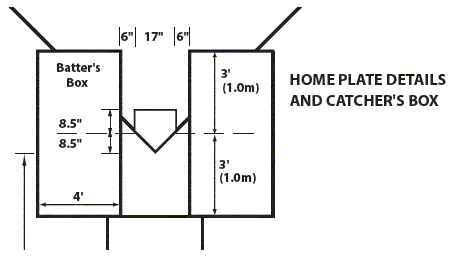 6" 17" 6"
Batter's
Box
3'
(1.0m)
HOME PLATE DETAILS
AND CATCHER'S BOX
8.5"
8.5"
3'
(1.0m)
4'